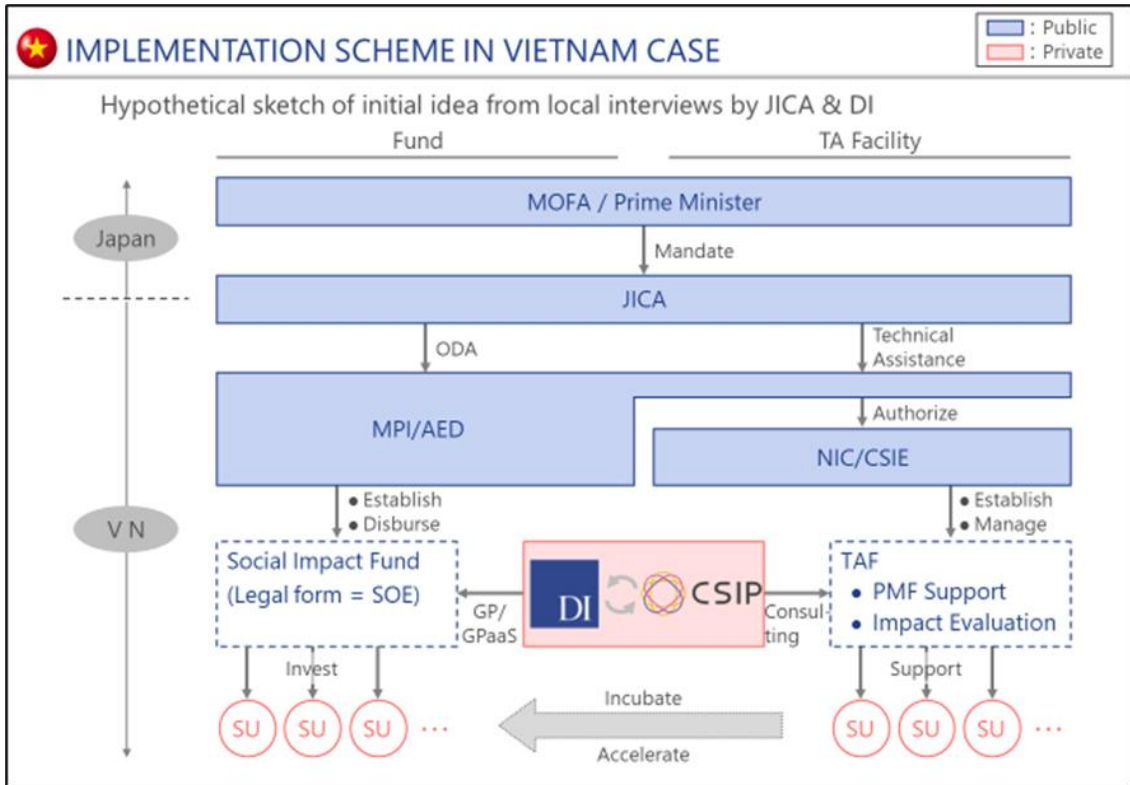 IMPLEMENTATION SCHEME IN VIETNAM CASE
: Public
: Private
Hypothetical sketch of initial idea from local interviews by JICA & DI
Fund
TA Facility
Japan
MOFA / Prime Minister
Mandate
JICA
ODA
Technical
Assistance
MPI/AED
Authorize
NIC/CSIE
V N
• Establish
• Disburse
• Establish
• Manage
Social Impact Fund
(Legal form = SOE)
GP/
GPaaS
DI
CSIP
Consul-
ting
TAF
• PMF Support
• Impact Evaluation
Invest
Support
SU SU SU ...
Incubate
Accelerate
SU SU SU ...